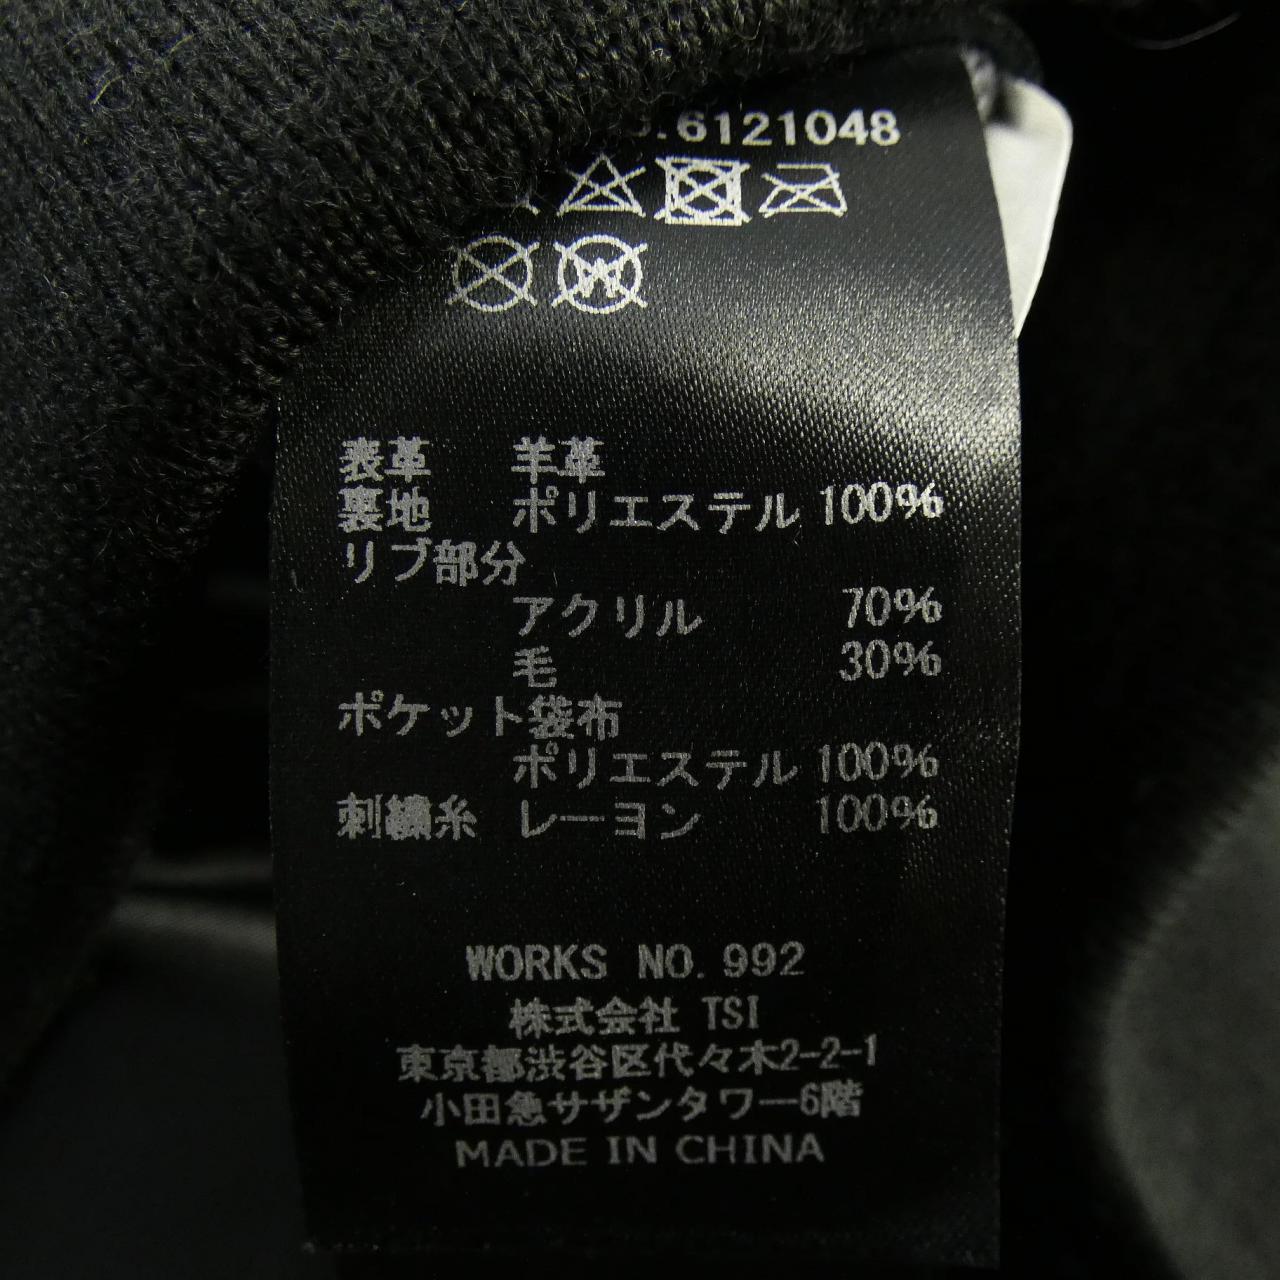 .6121048
W
表革 羊革
裏地 ポリエステル 100%
リブ部分
アクリル 70%
毛 30%
ポケット袋布
ポリエステル 100%
刺繍糸 レーヨン 100%
WORKS NO.992
株式会社 TSI
東京都渋谷区代々木2-2-1
小田急サザンタワー6階
MADE IN CHINA